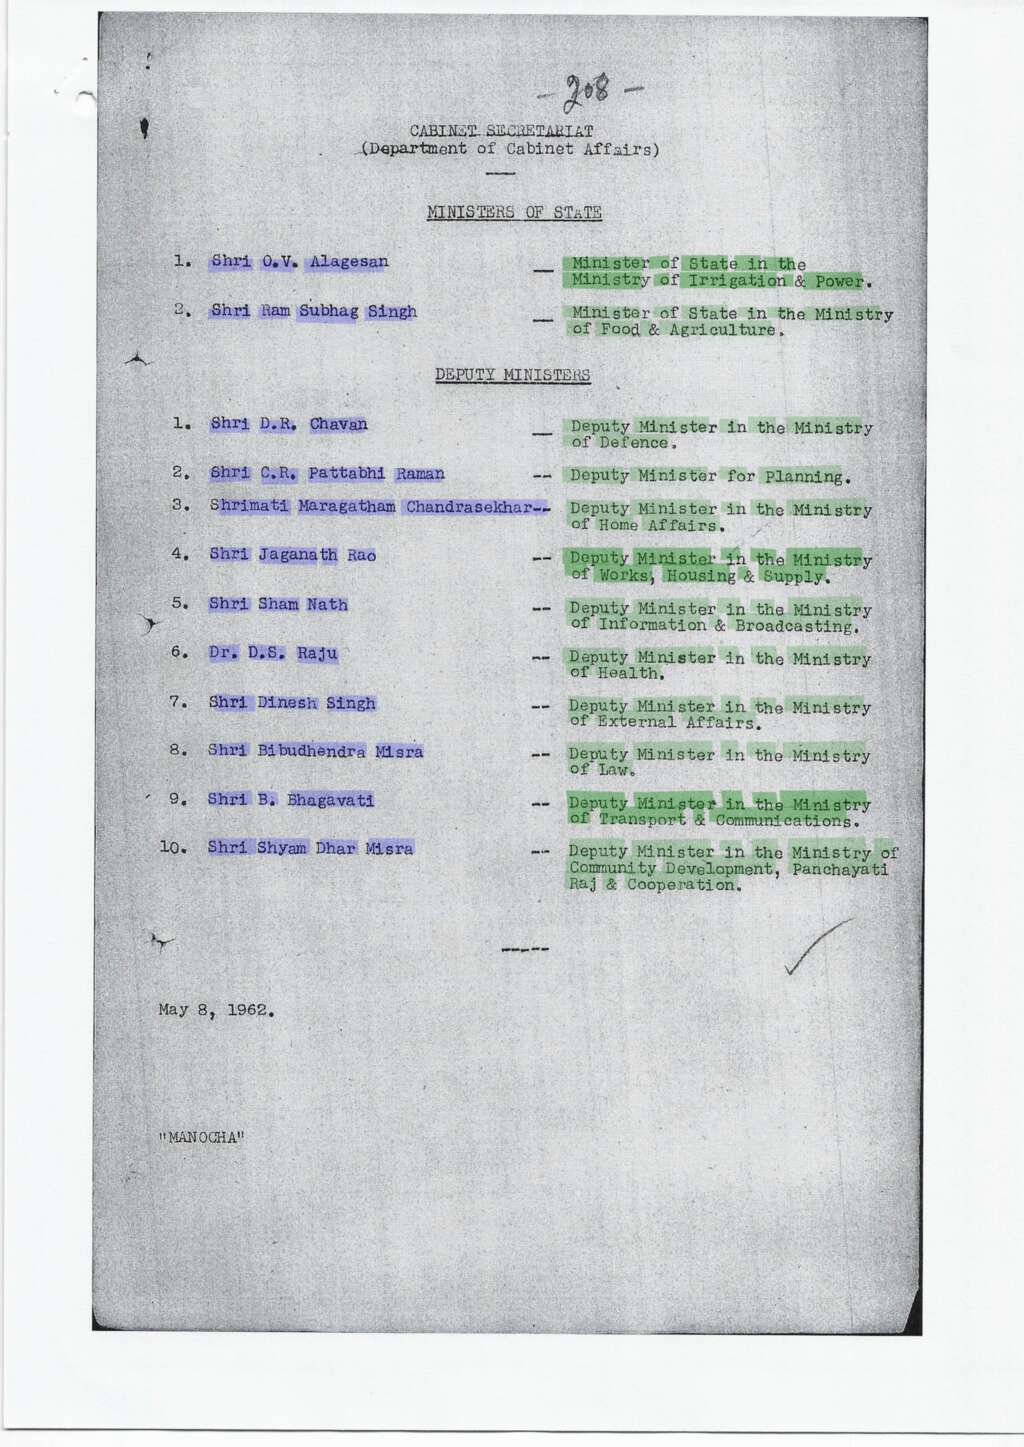 - 208 -
CABINET SECRETARIAT
(Department of Cabinet Affairs)
MINISTERS OF STATE
1. Shri O.V. Alagesan __ Minister of State in the
Ministry of Irrigation & Power.
2. Shri Ram Subhag Singh __ Minister of State in the Ministry
of Food & Agriculture.
DEPUTY MINISTERS
1. Shri D.R. Chavan __ Deputy Minister in the Ministry
of Defence.
2. Shri C.R. Pattabhi Raman -- Deputy Minister for Planning.
3. Shrimati Maragatham Chandrasekhar-- Deputy Minister in the Ministry
of Home Affairs.
4. Shri Jaganath Rao -- Deputy Minister in the Ministry
of Works, Housing & Supply.
5. Shri Sham Nath -- Deputy Minister in the Ministry
of Information & Broadcasting.
6. Dr. D.S. Raju -- Deputy Minister in the Ministry
of Health.
7. Shri Dinesh Singh -- Deputy Minister in the Ministry
of External Affairs.
8. Shri Bibudhendra Misra -- Deputy Minister in the Ministry
of Law.
9. Shri B. Bhagavati -- Deputy Minister in the Ministry
of Transport & Communications.
10. Shri Shyam Dhar Misra -- Deputy Minister in the Ministry of
Community Development, Panchayati
Raj & Cooperation.
-----
May 8, 1962.
"MANOCHA"